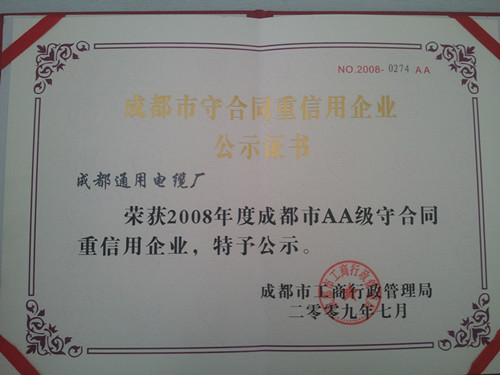 NO.2008-0274 AA
成都市守合同重信用企业
公示证书
成都通用电缆厂
荣获2008年度成都市AA级守合同
重信用企业，特予公示。
成都市工商行政管理局
二零零九年七月